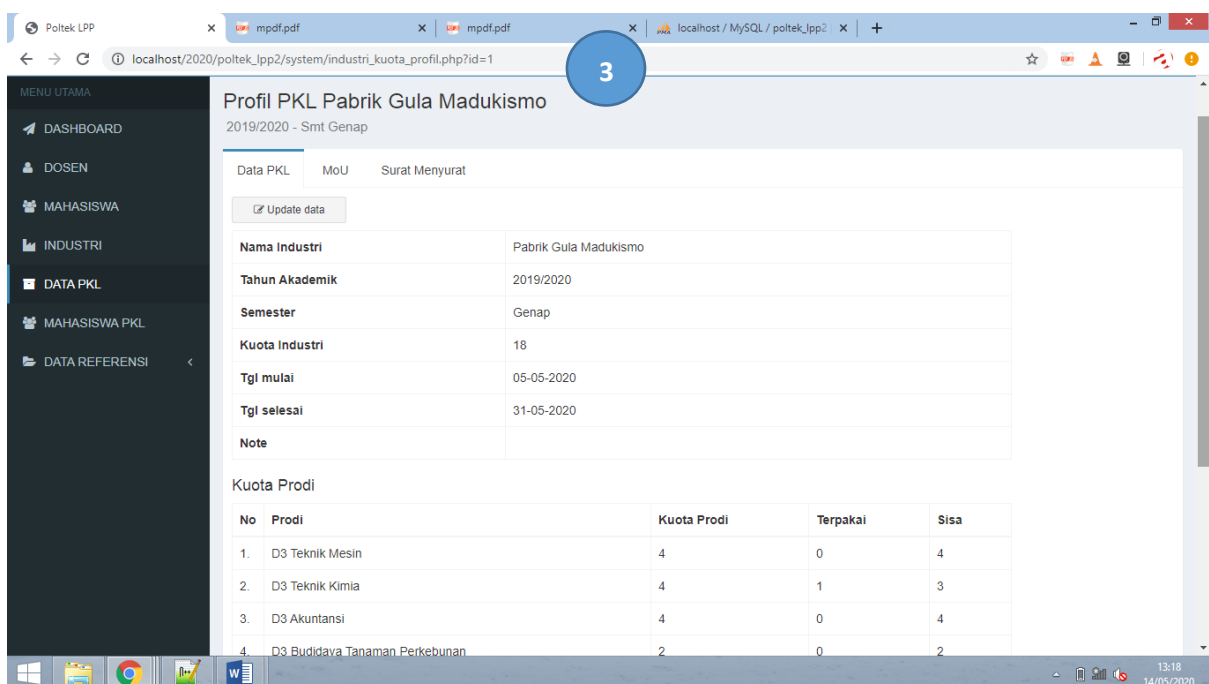 Poltek LPP
mpdf.pdf
mpdf.pdf
localhost / MySQL / poltek_lpp2
localhost/2020/poltek_lpp2/system/industri_kuota_profil.php?id=1
3
MENU UTAMA
DASHBOARD
DOSEN
MAHASISWA
INDUSTRI
DATA PKL
MAHASISWA PKL
DATA REFERENSI
Profil PKL Pabrik Gula Madukismo
2019/2020 - Smt Genap
Data PKL MoU Surat Menyurat
Update data
Nama Industri Pabrik Gula Madukismo
Tahun Akademik 2019/2020
Semester Genap
Kuota Industri 18
Tgl mulai 05-05-2020
Tgl selesai 31-05-2020
Note
Kuota Prodi
No Prodi Kuota Prodi Terpakai Sisa
1. D3 Teknik Mesin 4 0 4
2. D3 Teknik Kimia 4 1 3
3. D3 Akuntansi 4 0 4
4. D3 Budidaya Tanaman Perkebunan 2 0 2
13:18
14/05/2020